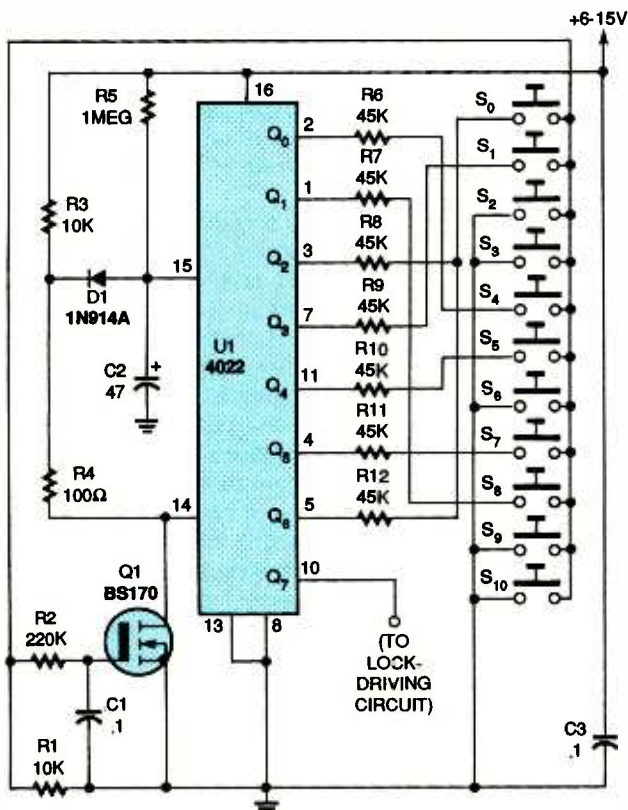 +6-15V
R5
1MEG
16
R3
10K
15
D1
1N914A
C2
47
+
R4
100Ω
14
Q1
BS170
R2
220K
C1
.1
R1
10K
13
8
U1
4022
Q0
2
Q1
1
Q2
3
Q3
7
Q4
11
Q5
4
Q6
5
Q7
10
R6
45K
R7
45K
R8
45K
R9
45K
R10
45K
R11
45K
R12
45K
(TO
LOCK-
DRIVING
CIRCUIT)
S0
S1
S2
S3
S4
S5
S6
S7
S8
S9
S10
C3
.1